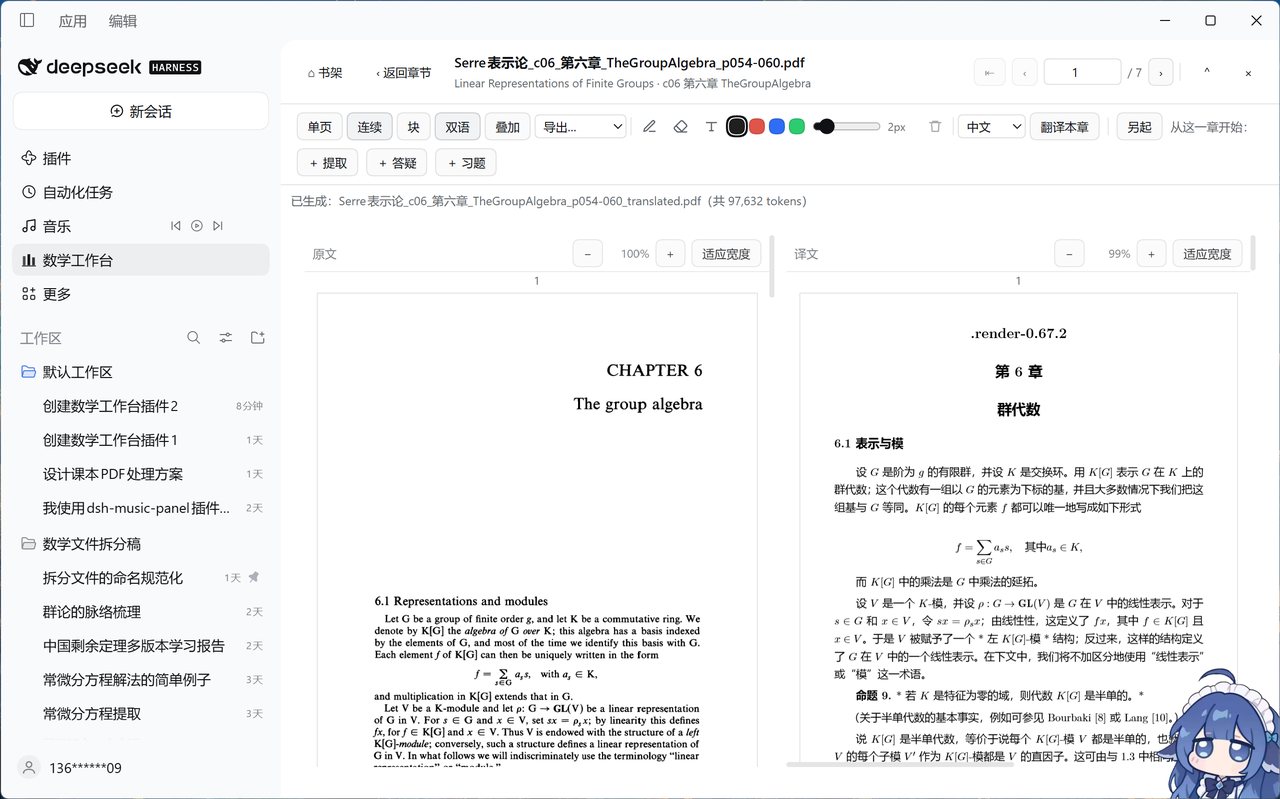 应用 编辑
deepseek HARNESS
新会话
插件
自动化任务
音乐
数学工作台
更多
工作区
默认工作区
创建数学工作台插件2 8分钟
创建数学工作台插件1 1天
设计课本PDF处理方案 1天
我使用dsh-music-panel插件... 2天
数学文件拆分稿
拆分文件的命名规范化 1天
群论的脉络梳理 2天
中国剩余定理多版本学习报告 2天
常微分方程解法的简单例子 3天
常微分方程提取 3天
136******09
书架 ‹返回章节
Serre表示论_c06_第六章_TheGroupAlgebra_p054-060.pdf
Linear Representations of Finite Groups · c06 第六章 TheGroupAlgebra
1 / 7
单页 连续 块 双语 叠加 导出... T 2px 中文 翻译本章 另起 从这一章开始:
+ 提取 + 答疑 + 习题
已生成：Serre表示论_c06_第六章_TheGroupAlgebra_p054-060_translated.pdf（共 97,632 tokens）
原文 − 100% + 适应宽度
1
CHAPTER 6
The group algebra
6.1 Representations and modules
Let G be a group of finite order g, and let K be a commutative ring. We
denote by K[G] the algebra of G over K; this algebra has a basis indexed
by the elements of G, and most of the time we identify this basis with G.
Each element f of K[G] can then be uniquely written in the form
f = ∑ aₛs, with aₛ ∈ K,
s∈G
and multiplication in K[G] extends that in G.
Let V be a K-module and let ρ: G → GL(V) be a linear representation
of G in V. For s ∈ G and x ∈ V, set sx = ρₛx; by linearity this defines
fx, for f ∈ K[G] and x ∈ V. Thus V is endowed with the structure of a left
K[G]-module; conversely, such a structure defines a linear representation of
G in V. In what follows we will indiscriminately use the terminology “linear
representation” or “module.”
译文 − 99% + 适应宽度
1
.render-0.67.2
第 6 章
群代数
6.1 表示与模
设 G 是阶为 g 的有限群，并设 K 是交换环。用 K[G] 表示 G 在 K 上的
群代数；这个代数有一组以 G 的元素为下标的基，并且大多数情况下我们把这
组基与 G 等同。K[G] 的每个元素 f 都可以唯一地写成如下形式
f = ∑ aₛs, 其中aₛ ∈ K,
s∈G
而 K[G] 中的乘法是 G 中乘法的延拓。
设 V 是一个 K-模，并设 ρ : G → GL(V) 是 G 在 V 中的线性表示。对于
s ∈ G 和 x ∈ V，令 sx = ρₛx；由线性性，这定义了 fx，其中 f ∈ K[G] 且
x ∈ V。于是 V 被赋予了一个 * 左 K[G]-模 * 结构；反过来，这样的结构定义
了 G 在 V 中的一个线性表示。在下文中，我们将不加区分地使用“线性表示”
或“模”这一术语。
命题 9. * 若 K 是特征为零的域，则代数 K[G] 是半单的。*
(关于半单代数的基本事实，例如可参见 Bourbaki [8] 或 Lang [10]。)
说 K[G] 是半单代数，等价于说每个 K[G]-模 V 都是半单的，也
V 的每个子模 V′ 作为 K[G]-模都是 V 的直因子。这可由与 1.3 中相